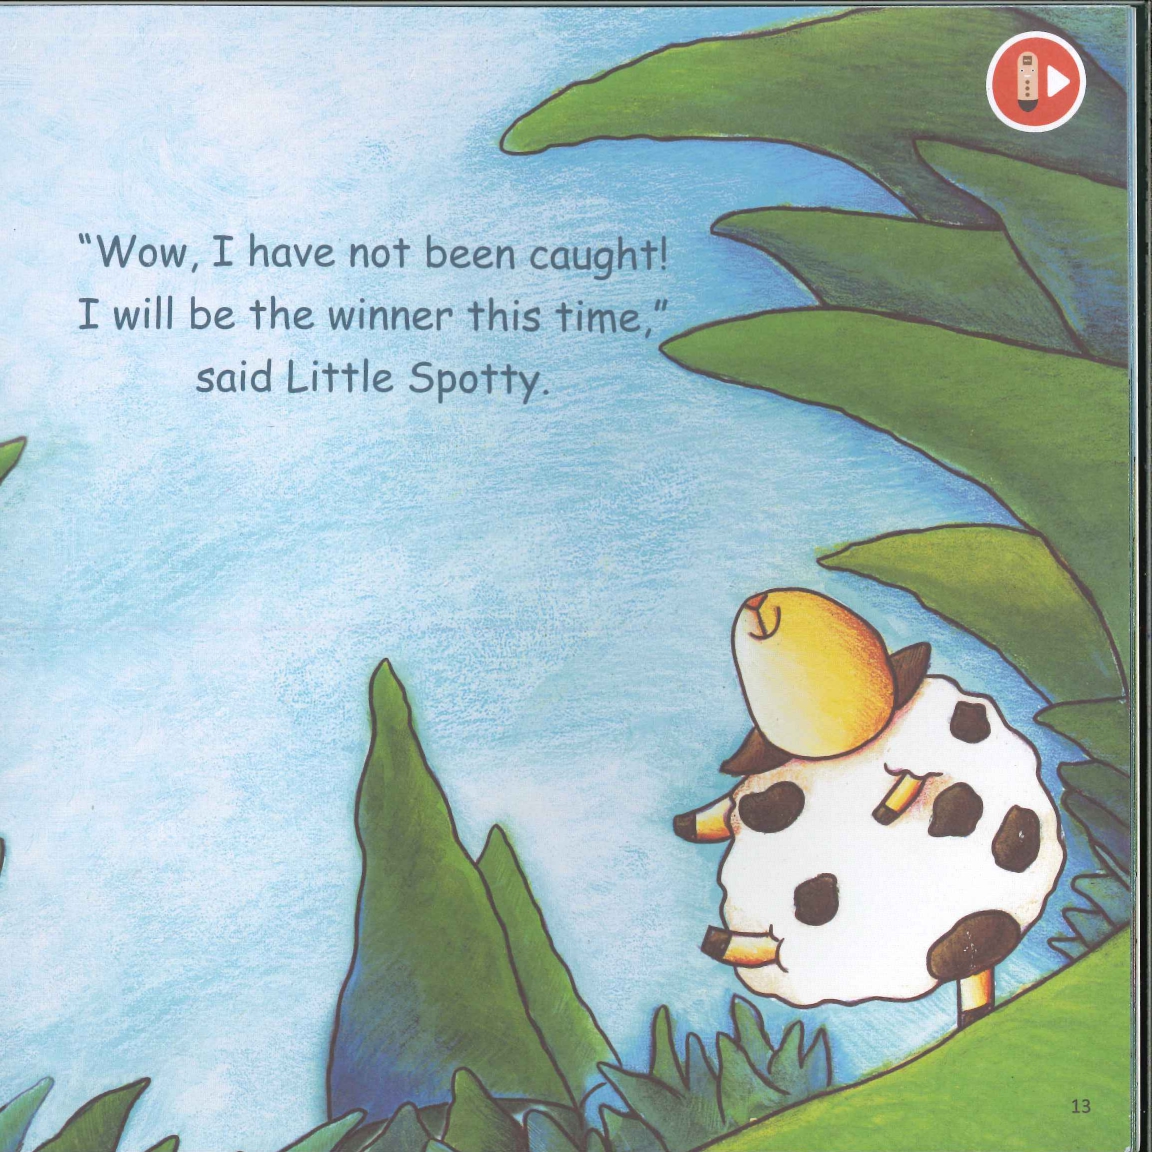 “Wow, I have not been caught!
I will be the winner this time,”
said Little Spotty.
13